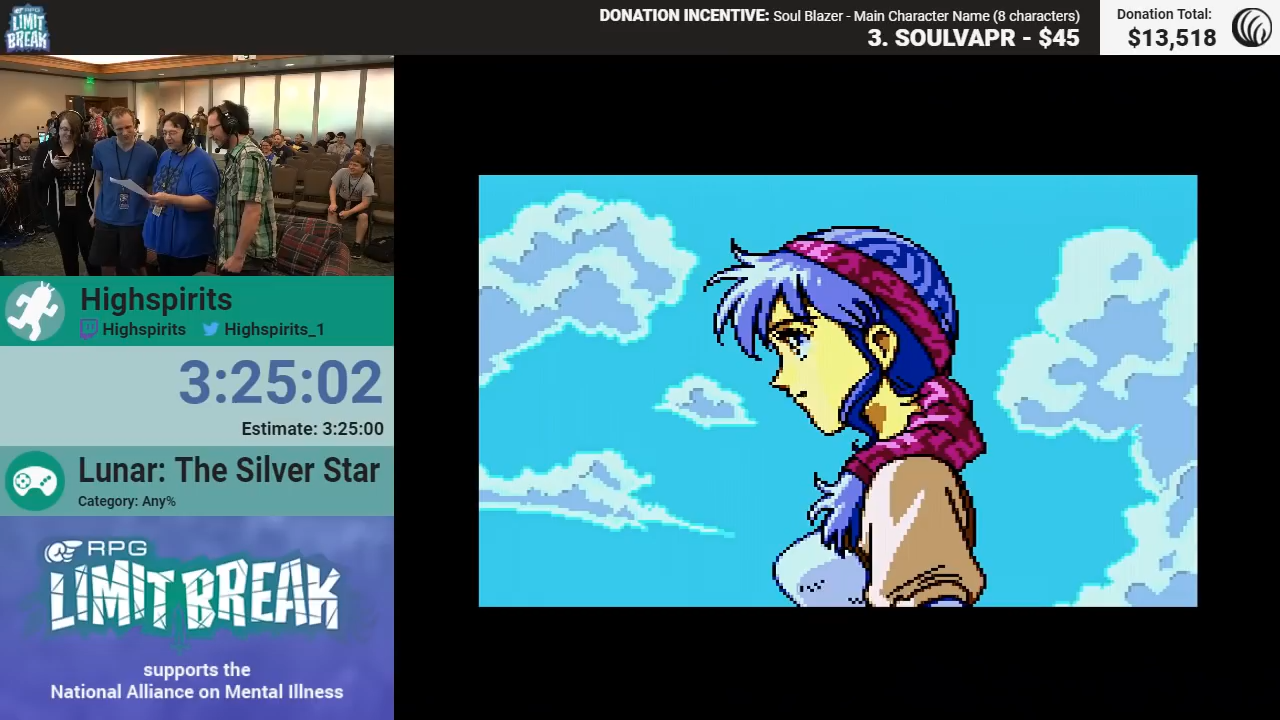 RPG
LIMIT
BREAK
DONATION INCENTIVE: Soul Blazer - Main Character Name (8 characters)
3. SOULVAPR - $45
Donation Total:
$13,518
Highspirits
Highspirits
Highspirits_1
3:25:02
Estimate: 3:25:00
Lunar: The Silver Star
Category: Any%
RPG
LIMIT BREAK
supports the
National Alliance on Mental Illness